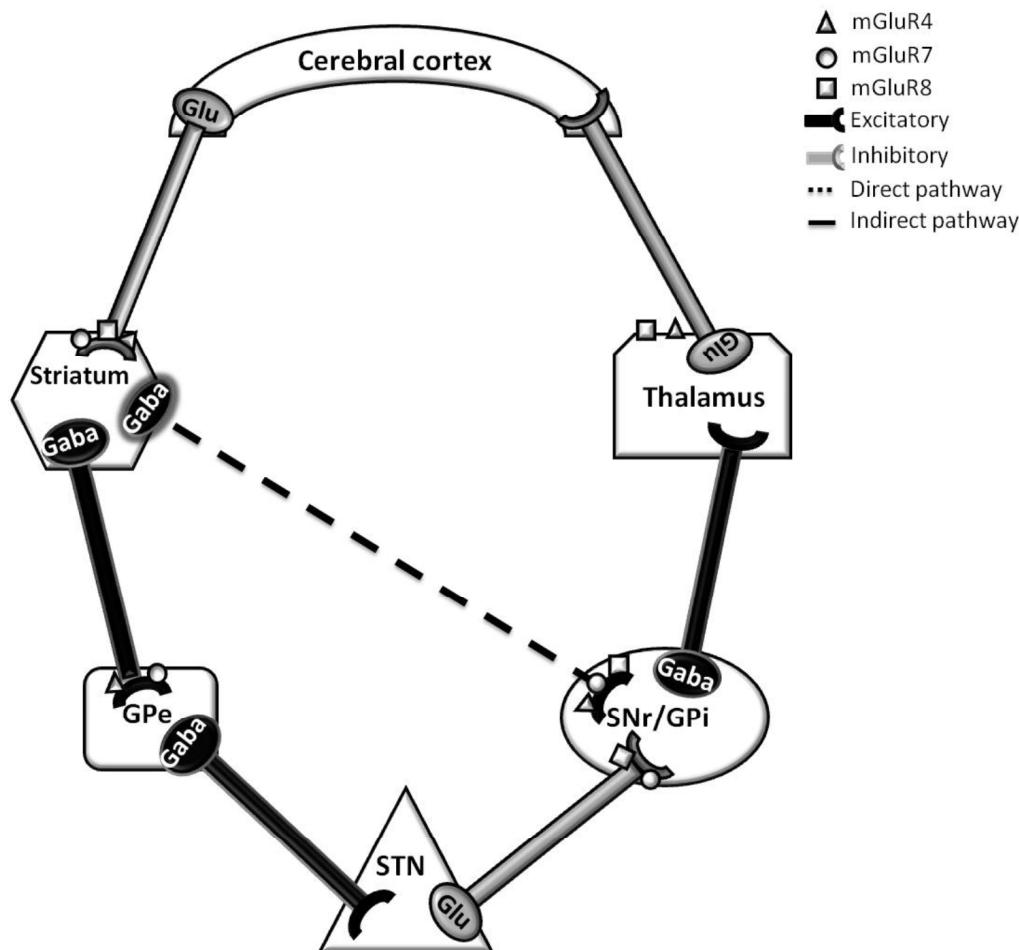 mGluR4
mGluR7
mGluR8
Excitatory
Inhibitory
Direct pathway
Indirect pathway
Cerebral cortex
Glu
Glu
Striatum
Gaba
Gaba
Thalamus
GPe
Gaba
Gaba
SNr/GPi
STN
Glu